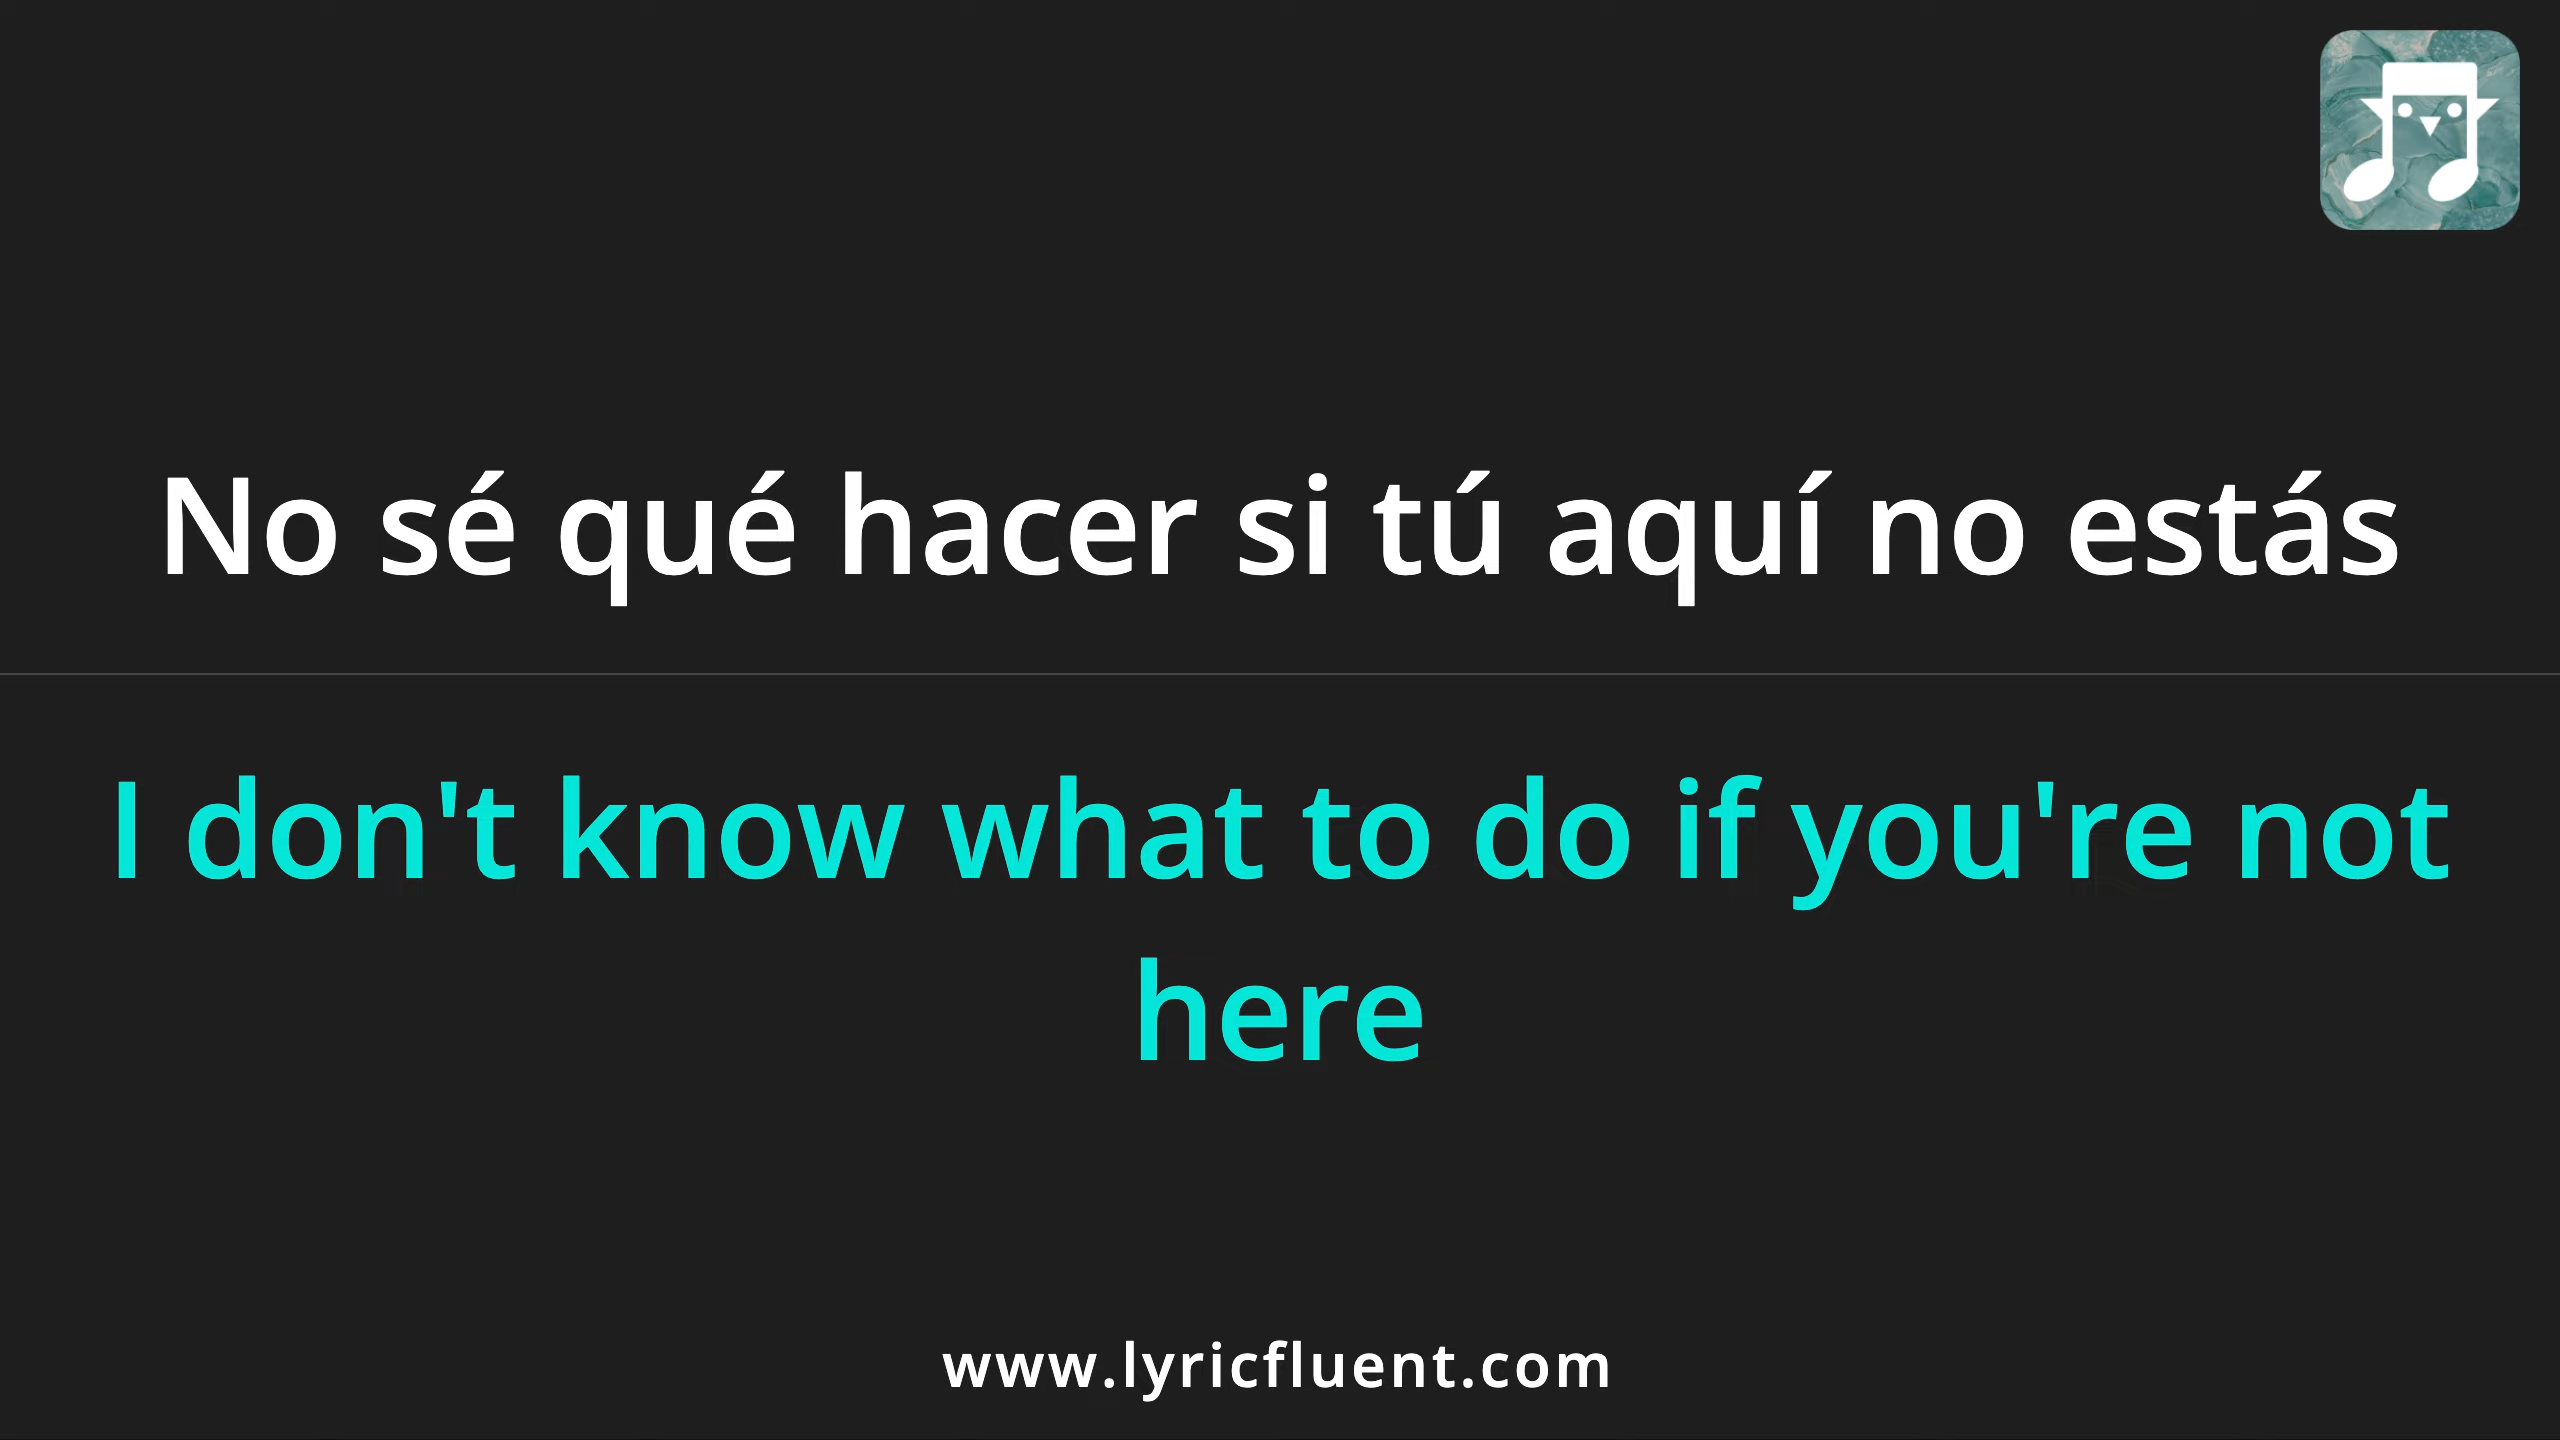 No sé qué hacer si tú aquí no estás
I don't know what to do if you're not
here
www.lyricfluent.com